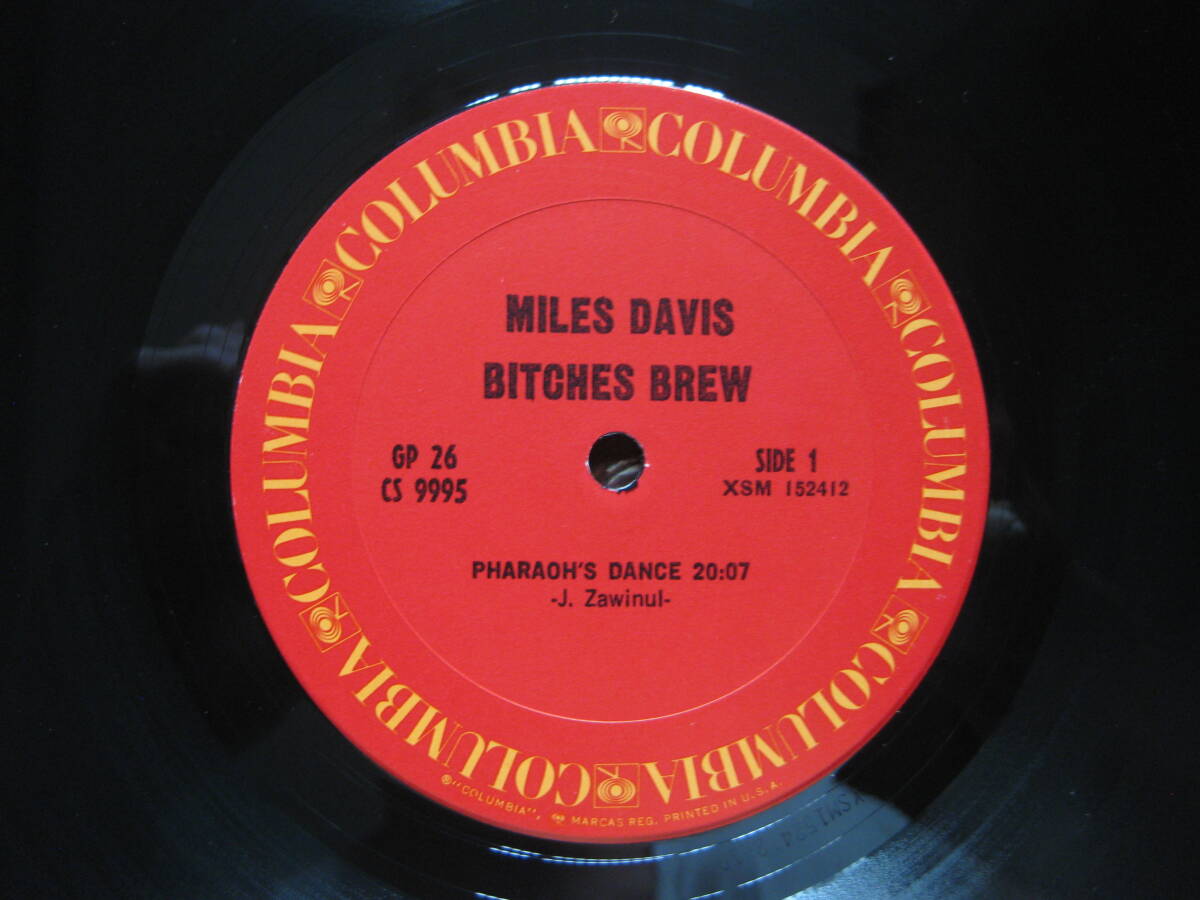 COLUMBIA COLUMBIA COLUMBIA COLUMBIA COLUMBIA COLUMBIA
MILES DAVIS
BITCHES BREW
GP 26
CS 9995
SIDE 1
XSM 152412
PHARAOH'S DANCE 20:07
-J. Zawinul-
®"COLUMBIA", MARCAS REG. PRINTED IN U.S.A.